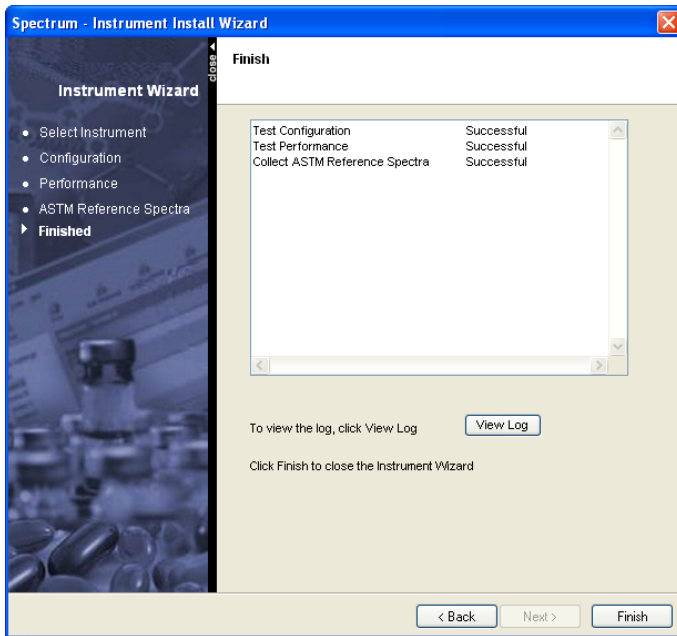 Spectrum - Instrument Install Wizard
close
Instrument Wizard
Select Instrument
Configuration
Performance
ASTM Reference Spectra
Finished
Finish
Test Configuration Successful
Test Performance Successful
Collect ASTM Reference Spectra Successful
To view the log, click View Log
View Log
Click Finish to close the Instrument Wizard
< Back
Next >
Finish